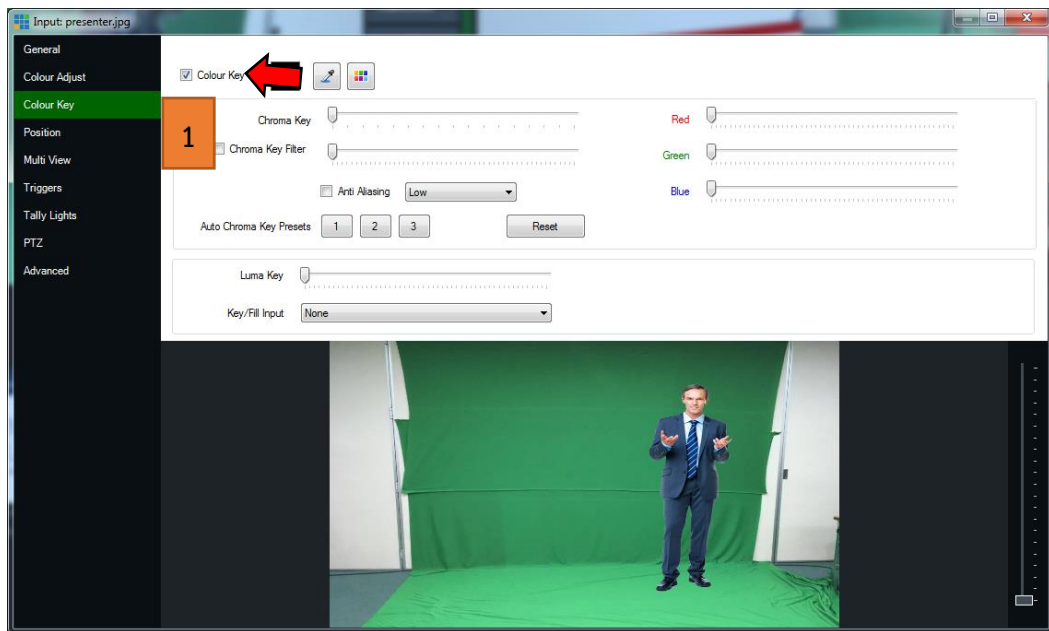 Input: presenter.jpg
General
Colour Adjust
Colour Key
Position
Multi View
Triggers
Tally Lights
PTZ
Advanced
Colour Key
1
Chroma Key
Chroma Key Filter
Anti Aliasing Low
Auto Chroma Key Presets 1 2 3 Reset
Red
Green
Blue
Luma Key
Key/Fill Input None